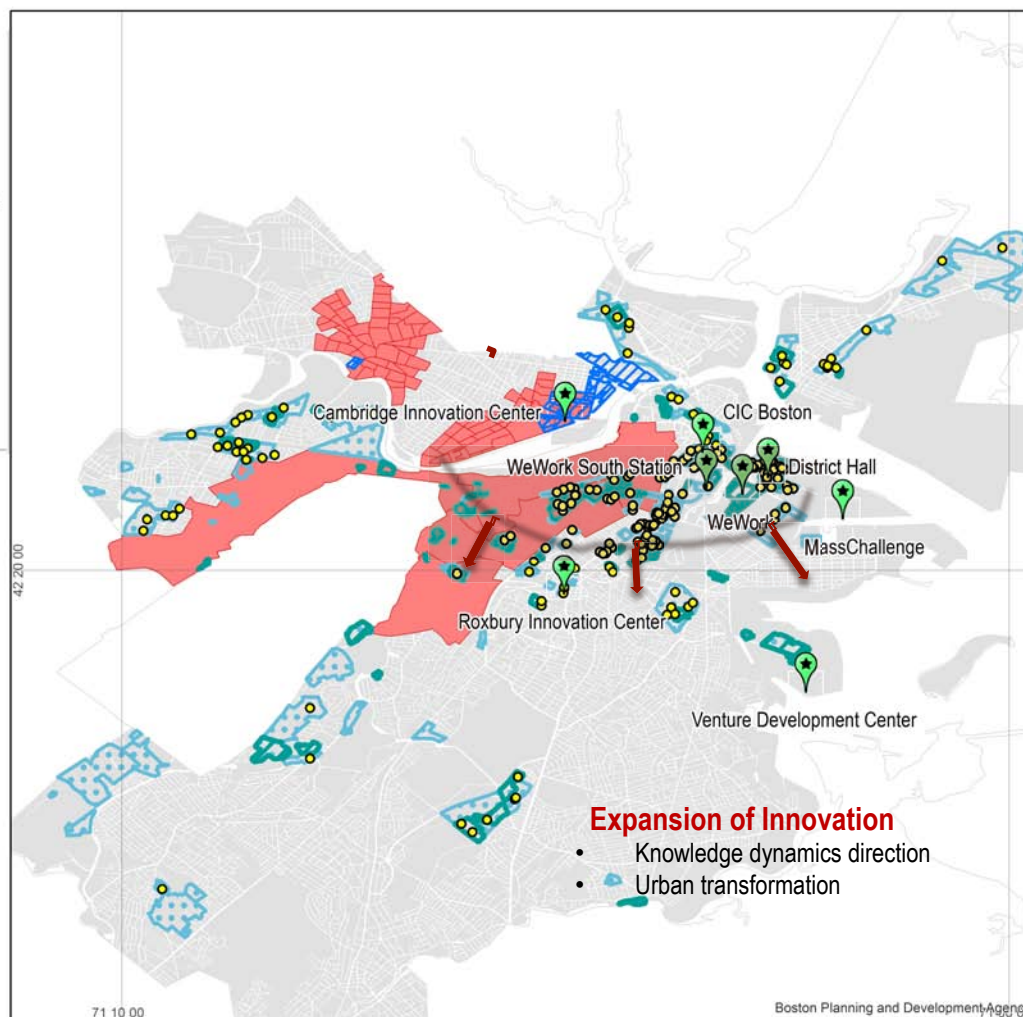 Cambridge Innovation Center
CIC Boston
WeWork South Station
District Hall
WeWork
MassChallenge
42 20 00
Roxbury Innovation Center
Venture Development Center
Expansion of Innovation
• Knowledge dynamics direction
• Urban transformation
71 10 00
Boston Planning and Development